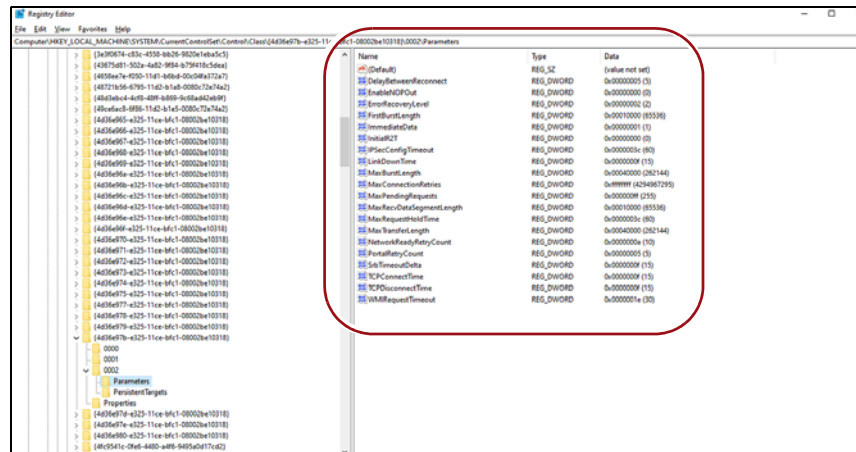 Registry Editor
File Edit View Favorites Help
Computer\HKEY_LOCAL_MACHINE\SYSTEM\CurrentControlSet\Control\Class\{4d36e97b-e325-11ce-bfc1-08002be10318}\0002\Parameters
{3e3f0674-c83c-4558-bb26-9820e1eba5c5}
{43675d81-502a-4a82-9f84-b75f418c5dea}
{4658ee7e-f050-11d1-b6bd-00c04fa372a7}
{48721b56-6795-11d2-b1a8-0080c72e74a2}
{48d3ebc4-4cf8-48ff-b869-9c68ad42eb9f}
{49ce6ac8-6f86-11d2-b1e5-0080c72e74a2}
{4d36e965-e325-11ce-bfc1-08002be10318}
{4d36e966-e325-11ce-bfc1-08002be10318}
{4d36e967-e325-11ce-bfc1-08002be10318}
{4d36e968-e325-11ce-bfc1-08002be10318}
{4d36e969-e325-11ce-bfc1-08002be10318}
{4d36e96a-e325-11ce-bfc1-08002be10318}
{4d36e96b-e325-11ce-bfc1-08002be10318}
{4d36e96c-e325-11ce-bfc1-08002be10318}
{4d36e96d-e325-11ce-bfc1-08002be10318}
{4d36e96e-e325-11ce-bfc1-08002be10318}
{4d36e96f-e325-11ce-bfc1-08002be10318}
{4d36e970-e325-11ce-bfc1-08002be10318}
{4d36e971-e325-11ce-bfc1-08002be10318}
{4d36e972-e325-11ce-bfc1-08002be10318}
{4d36e973-e325-11ce-bfc1-08002be10318}
{4d36e974-e325-11ce-bfc1-08002be10318}
{4d36e975-e325-11ce-bfc1-08002be10318}
{4d36e977-e325-11ce-bfc1-08002be10318}
{4d36e978-e325-11ce-bfc1-08002be10318}
{4d36e979-e325-11ce-bfc1-08002be10318}
{4d36e97b-e325-11ce-bfc1-08002be10318}
0000
0001
0002
Parameters
PersistentTargets
Properties
{4d36e97d-e325-11ce-bfc1-08002be10318}
{4d36e97e-e325-11ce-bfc1-08002be10318}
{4d36e980-e325-11ce-bfc1-08002be10318}
{4fc9541c-0fe6-4480-a4f6-9495a0d17cd2}
Name Type Data
(Default) REG_SZ (value not set)
DelayBetweenReconnect REG_DWORD 0x00000005 (5)
EnableNOPOut REG_DWORD 0x00000000 (0)
ErrorRecoveryLevel REG_DWORD 0x00000002 (2)
FirstBurstLength REG_DWORD 0x00010000 (65536)
ImmediateData REG_DWORD 0x00000001 (1)
InitialR2T REG_DWORD 0x00000000 (0)
IPSecConfigTimeout REG_DWORD 0x0000003c (60)
LinkDownTime REG_DWORD 0x0000000f (15)
MaxBurstLength REG_DWORD 0x00040000 (262144)
MaxConnectionRetries REG_DWORD 0xffffffff (4294967295)
MaxPendingRequests REG_DWORD 0x000000ff (255)
MaxRecvDataSegmentLength REG_DWORD 0x00010000 (65536)
MaxRequestHoldTime REG_DWORD 0x0000003c (60)
MaxTransferLength REG_DWORD 0x00040000 (262144)
NetworkReadyRetryCount REG_DWORD 0x0000000a (10)
PortalRetryCount REG_DWORD 0x00000005 (5)
SrbTimeoutDelta REG_DWORD 0x0000000f (15)
TCPConnectTime REG_DWORD 0x0000000f (15)
TCPDisconnectTime REG_DWORD 0x0000000f (15)
WMIRequestTimeout REG_DWORD 0x0000001e (30)